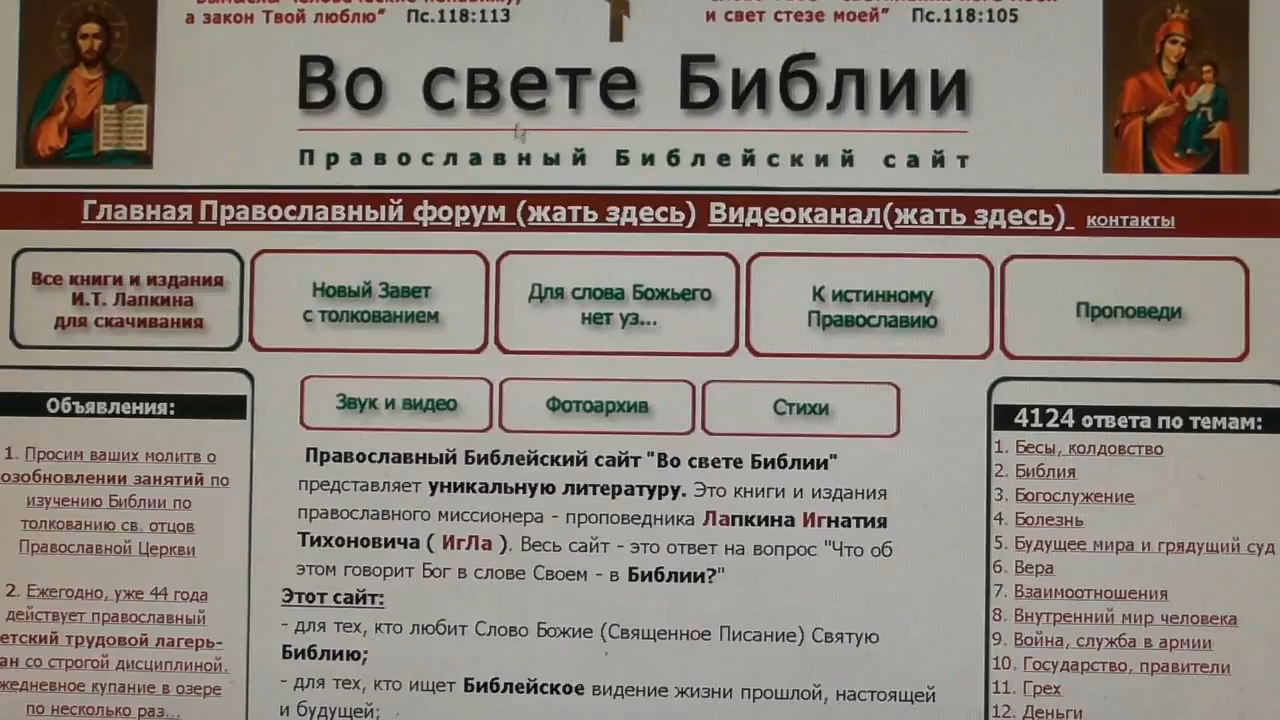 а закон Твой люблю" Пс.118:113
и свет стезе моей" Пс.118:105
Во свете Библии
Православный Библейский сайт
Главная Православный форум (жать здесь) Видеоканал(жать здесь) контакты
Все книги и издания
И.Т. Лапкина
для скачивания
Новый Завет
с толкованием
Для слова Божьего
нет уз...
К истинному
Православию
Проповеди
Звук и видео
Фотоархив
Стихи
Объявления:
1. Просим ваших молитв о
озобновлении занятий по
изучению Библии по
толкованию св. отцов
Православной Церкви
2. Ежегодно, уже 44 года
действует православный
етский трудовой лагерь-
ан со строгой дисциплиной.
жедневное купание в озере
по несколько раз...
Православный Библейский сайт "Во свете Библии"
представляет уникальную литературу. Это книги и издания
православного миссионера - проповедника Лапкина Игнатия
Тихоновича ( ИгЛа ). Весь сайт - это ответ на вопрос "Что об
этом говорит Бог в слове Своем - в Библии?"
Этот сайт:
- для тех, кто любит Слово Божие (Священное Писание) Святую
Библию;
- для тех, кто ищет Библейское видение жизни прошлой, настоящей
и будущей;
4124 ответа по темам:
1. Бесы, колдовство
2. Библия
3. Богослужение
4. Болезнь
5. Будущее мира и грядущий суд
6. Вера
7. Взаимоотношения
8. Внутренний мир человека
9. Война, служба в армии
10. Государство, правители
11. Грех
12. Деньги